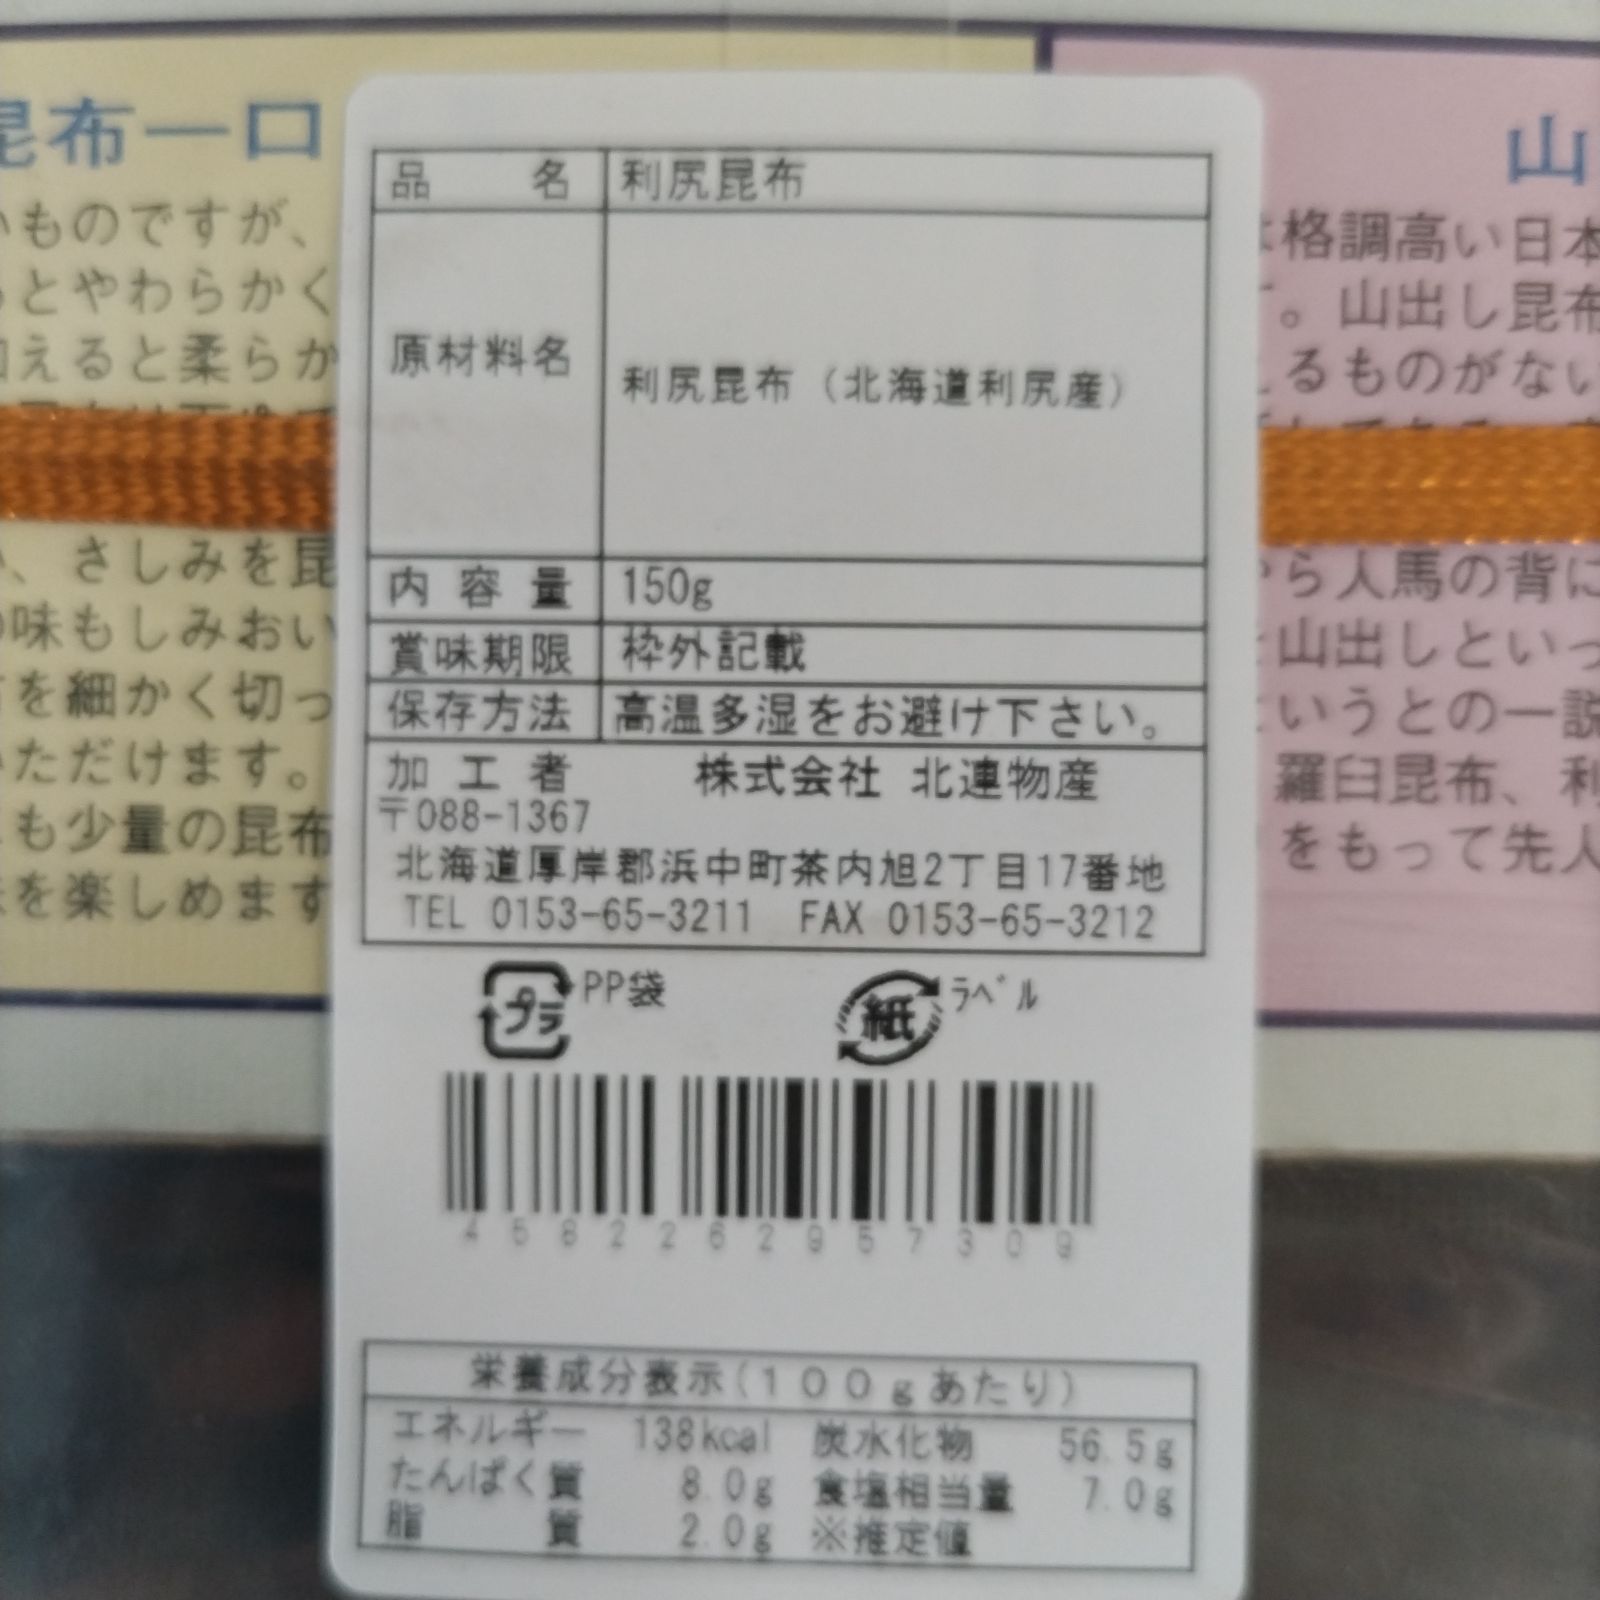 昆布一口
いものですが、
るとやわらかく
加えると柔らか
、さしみを昆
の味もしみおい
を細かく切っ
いただけます。
も少量の昆布
を楽しめます
品名 利尻昆布
原材料名 利尻昆布（北海道利尻産）
内容量 150g
賞味期限 枠外記載
保存方法 高温多湿をお避け下さい。
加工者 株式会社 北連物産
〒088-1367
北海道厚岸郡浜中町茶内旭2丁目17番地
TEL 0153-65-3211 FAX 0153-65-3212
プラ PP袋 紙 ラベル
4582262957309
栄養成分表示(100gあたり)
エネルギー 138kcal 炭水化物 56.5g
たんぱく質 8.0g 食塩相当量 7.0g
脂質 2.0g ※推定値
山
格調高い日本
。山出し昆布
るものがない
ら人馬の背に
山出しといっ
いうとの一説
羅臼昆布、利
をもって先人